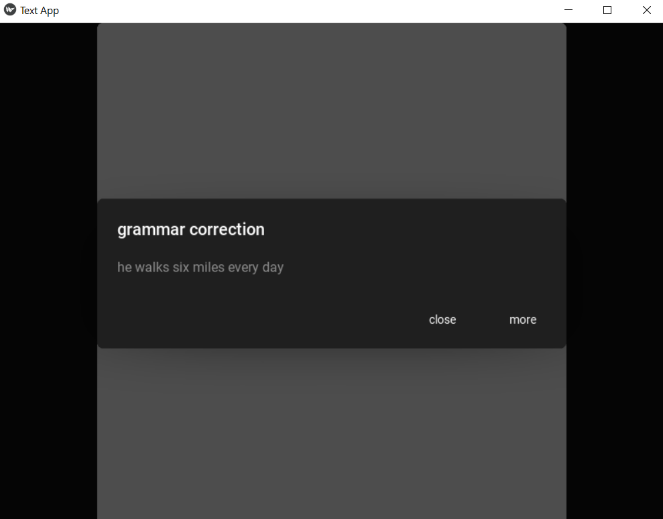 Text App
grammar correction
he walks six miles every day
close more